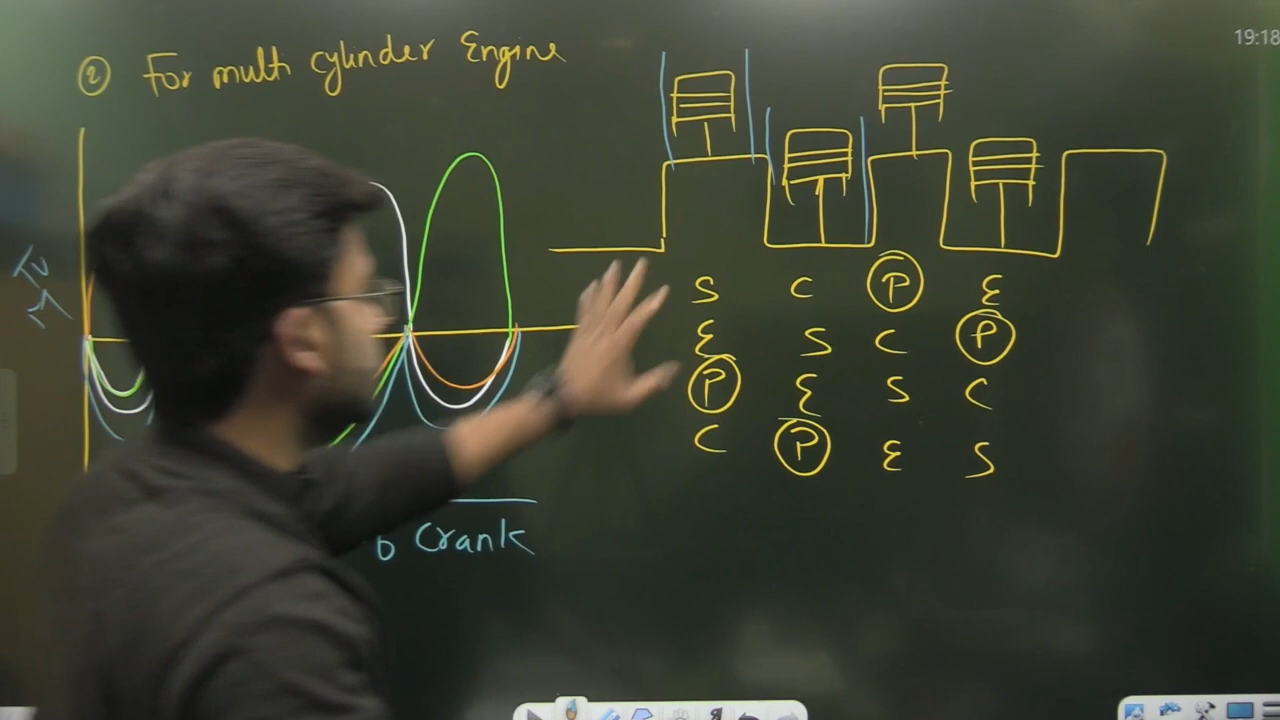 19:18
② For multi cylinder Engine
S C P E
E S C P
P E S C
C P E S
Crank